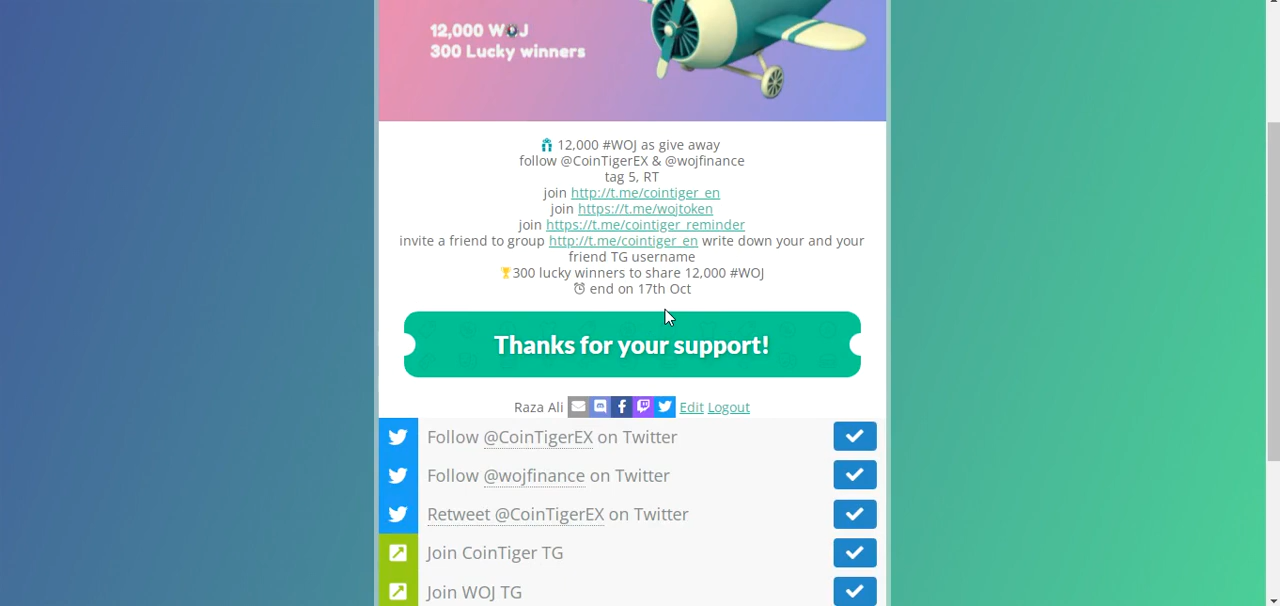 12,000 WOJ
300 Lucky winners
12,000 #WOJ as give away
follow @CoinTigerEX & @wojfinance
tag 5, RT
join http://t.me/cointiger_en
join https://t.me/wojtoken
join https://t.me/cointiger_reminder
invite a friend to group http://t.me/cointiger_en write down your and your
friend TG username
🏆300 lucky winners to share 12,000 #WOJ
⏰ end on 17th Oct
Thanks for your support!
Raza Ali Edit Logout
Follow @CoinTigerEX on Twitter
Follow @wojfinance on Twitter
Retweet @CoinTigerEX on Twitter
Join CoinTiger TG
Join WOJ TG